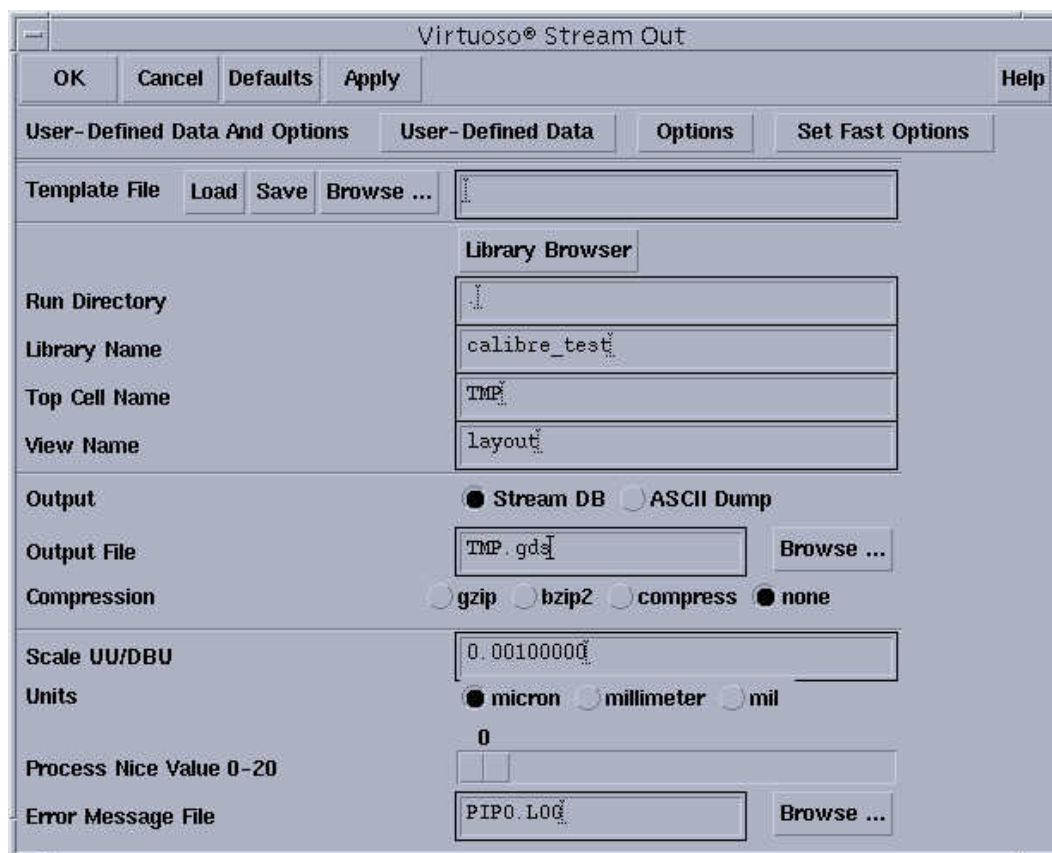 Virtuoso® Stream Out
OK Cancel Defaults Apply Help
User-Defined Data And Options User-Defined Data Options Set Fast Options
Template File Load Save Browse ...
Library Browser
Run Directory .
Library Name calibre_test
Top Cell Name TMP
View Name layout
Output Stream DB ASCII Dump
Output File TMP.gds Browse ...
Compression gzip bzip2 compress none
Scale UU/DBU 0.00100000
Units micron millimeter mil
0
Process Nice Value 0-20
Error Message File PIPO.LOG Browse ...